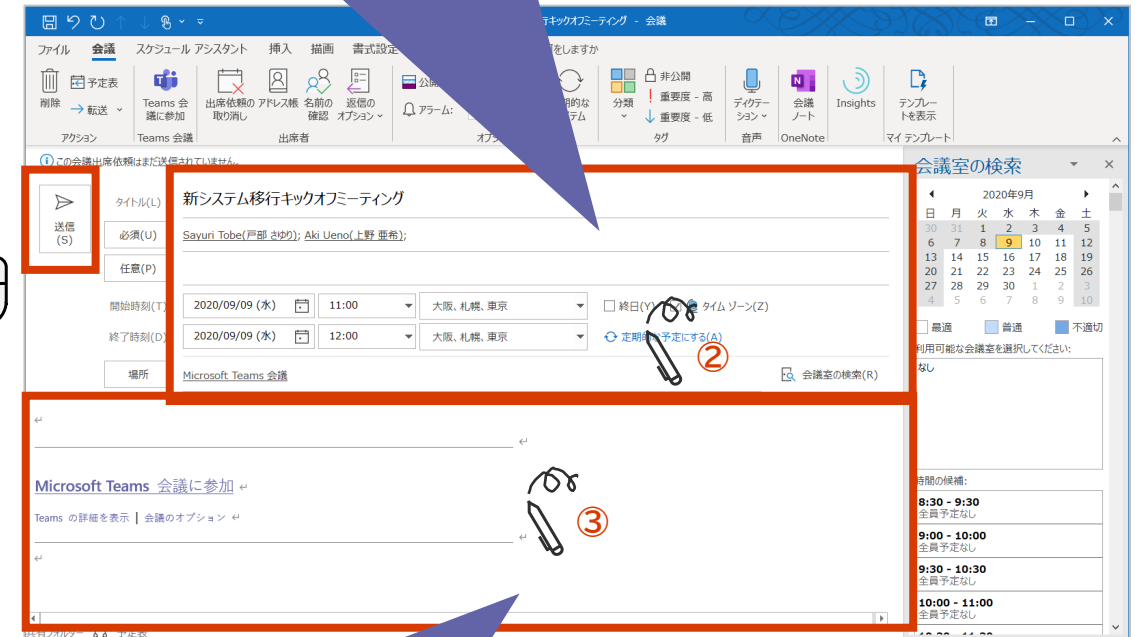 行キックオフミーティング - 会議
ファイル 会議 スケジュール アシスタント 挿入 描画 書式設定 をしますか
削除 予定表 転送
Teams 会議に参加
出席依頼の取り消し アドレス帳 名前の確認 返信のオプション
アラーム:
分類 非公開 重要度 - 高 重要度 - 低
ディクテーション
会議ノート
Insights
テンプレートを表示
アクション Teams 会議 出席者 タグ 音声 OneNote マイ テンプレート
この会議出席依頼はまだ送信されていません。
送信
(S)
タイトル(L) 新システム移行キックオフミーティング
必須(U) Sayuri Tobe(戸部 さゆり); Aki Ueno(上野 亜希);
任意(P)
開始時刻(T) 2020/09/09 (水) 11:00 大阪、札幌、東京 終日(Y) タイム ゾーン(Z)
終了時刻(D) 2020/09/09 (水) 12:00 大阪、札幌、東京 定期的な予定にする(A)
②
場所 Microsoft Teams 会議 会議室の検索(R)
Microsoft Teams 会議に参加
Teams の詳細を表示 | 会議のオプション
③
会議室の検索
2020年9月
日 月 火 水 木 金 土
30 31 1 2 3 4 5
6 7 8 9 10 11 12
13 14 15 16 17 18 19
20 21 22 23 24 25 26
27 28 29 30 1 2 3
4 5 6 7 8 9 10
最適 普通 不適切
利用可能な会議室を選択してください:
なし
時間の候補:
8:30 - 9:30
全員予定なし
9:00 - 10:00
全員予定なし
9:30 - 10:30
全員予定なし
10:00 - 11:00
全員予定なし